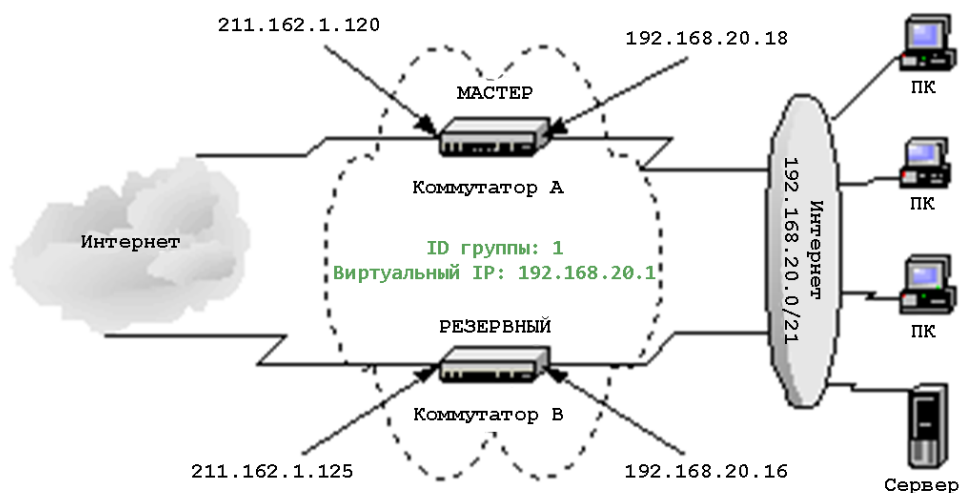 211.162.1.120
192.168.20.18
МАСТЕР
ПК
Коммутатор А
ПК
Интернет
ID группы: 1
Виртуальный IP: 192.168.20.1
Интернет
192.168.20.0/21
РЕЗЕРВНЫЙ
ПК
Коммутатор В
211.162.1.125
192.168.20.16
Сервер